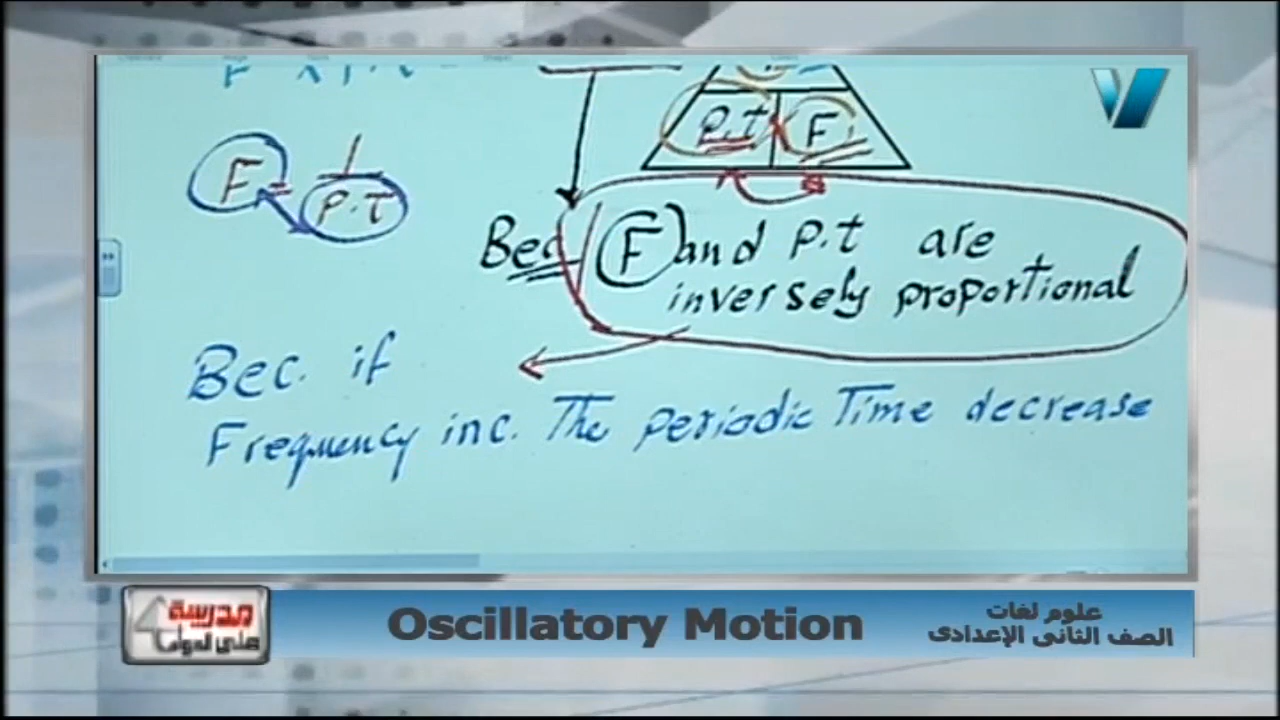 P.t F
F = 1
P.T
Bec F and P.t are
inversely proportional
Bec. if
Frequency inc. The periodic Time decrease
مدرسة
على الهواء
Oscillatory Motion
علوم لغات
الصف الثانى الإعدادى